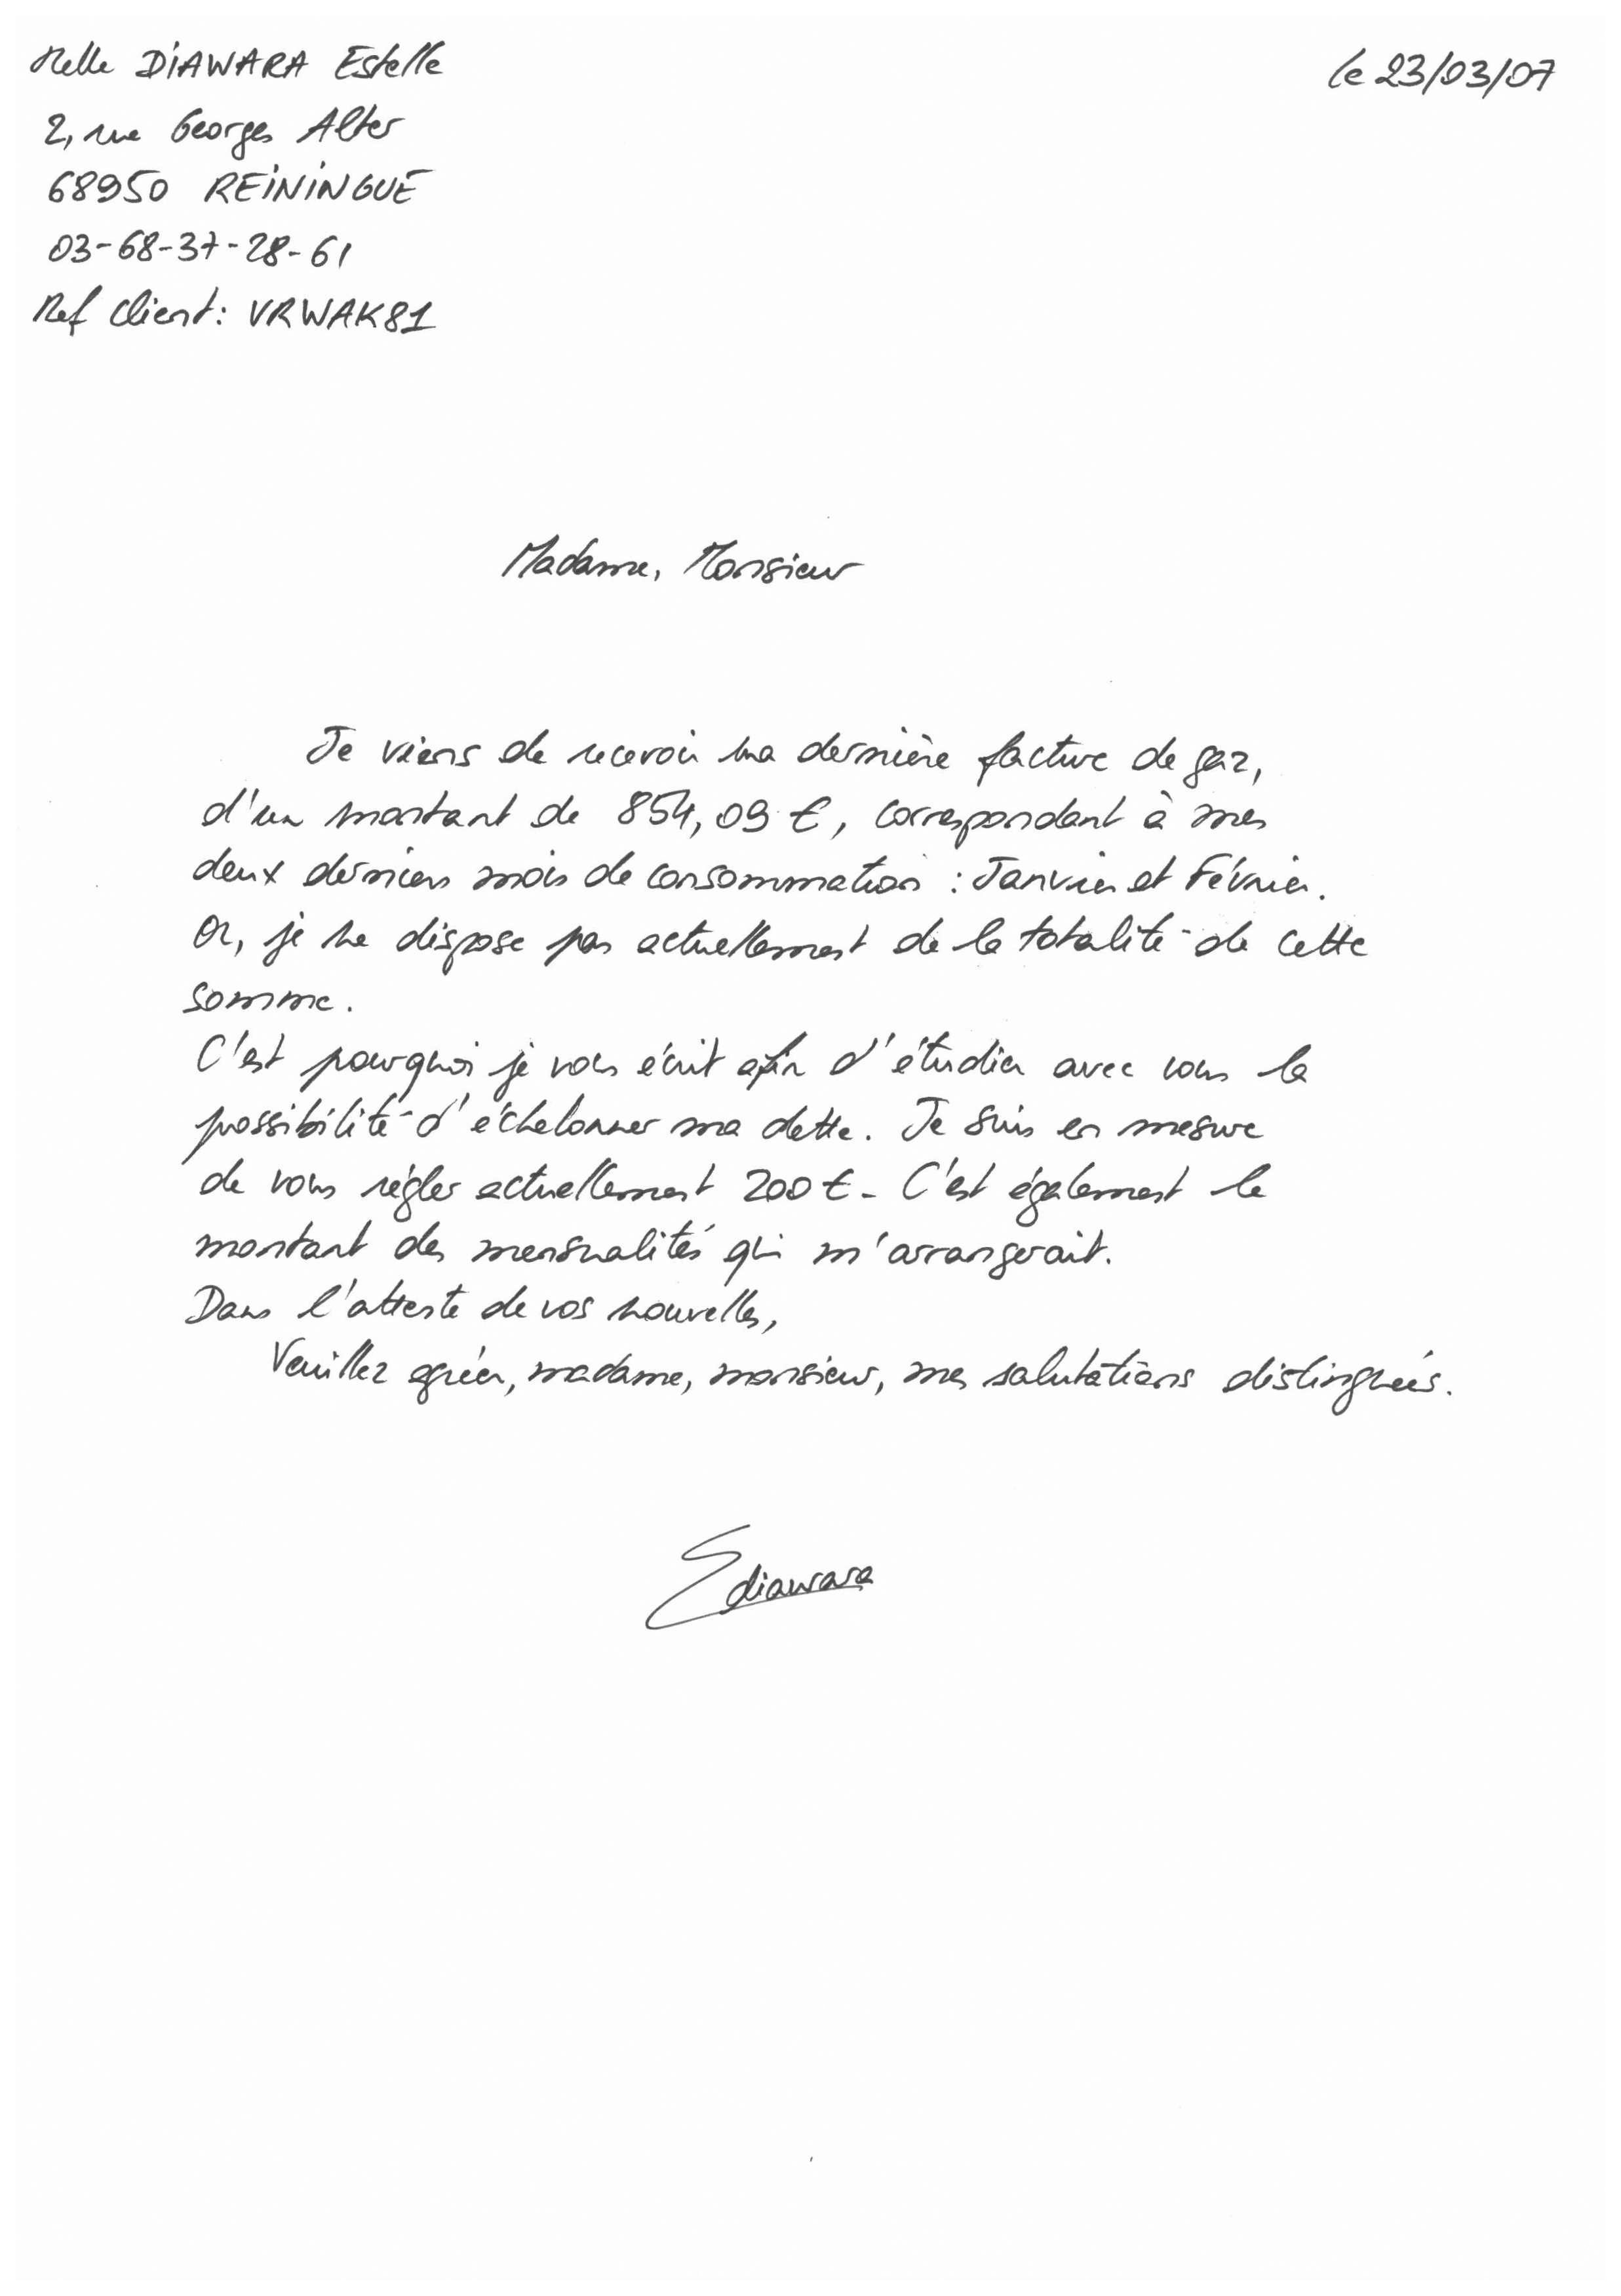 Melle DIAWARA Estelle
le 23/03/07
2, rue Georges Alter
68950 REININGUE
03-68-37-28-61
Ref Client : VRWAK81
Madame, Monsieur
Je viens de recevoir ma dernière facture de gaz,
d'un montant de 854,09 €, correspondant à mes
deux derniers mois de consommation : Janvier et Février.
Or, je ne dispose pas actuellement de la totalité de cette
somme.
C'est pourquoi je vous écrit afin d'étudier avec vous la
possibilité d'échelonner ma dette. Je suis en mesure
de vous régler actuellement 200 €. C'est également le
montant des mensualités qui m'arrangerait.
Dans l'attente de vos nouvelles,
Veuillez agréer, madame, monsieur, mes salutations distinguées.
Ediawara